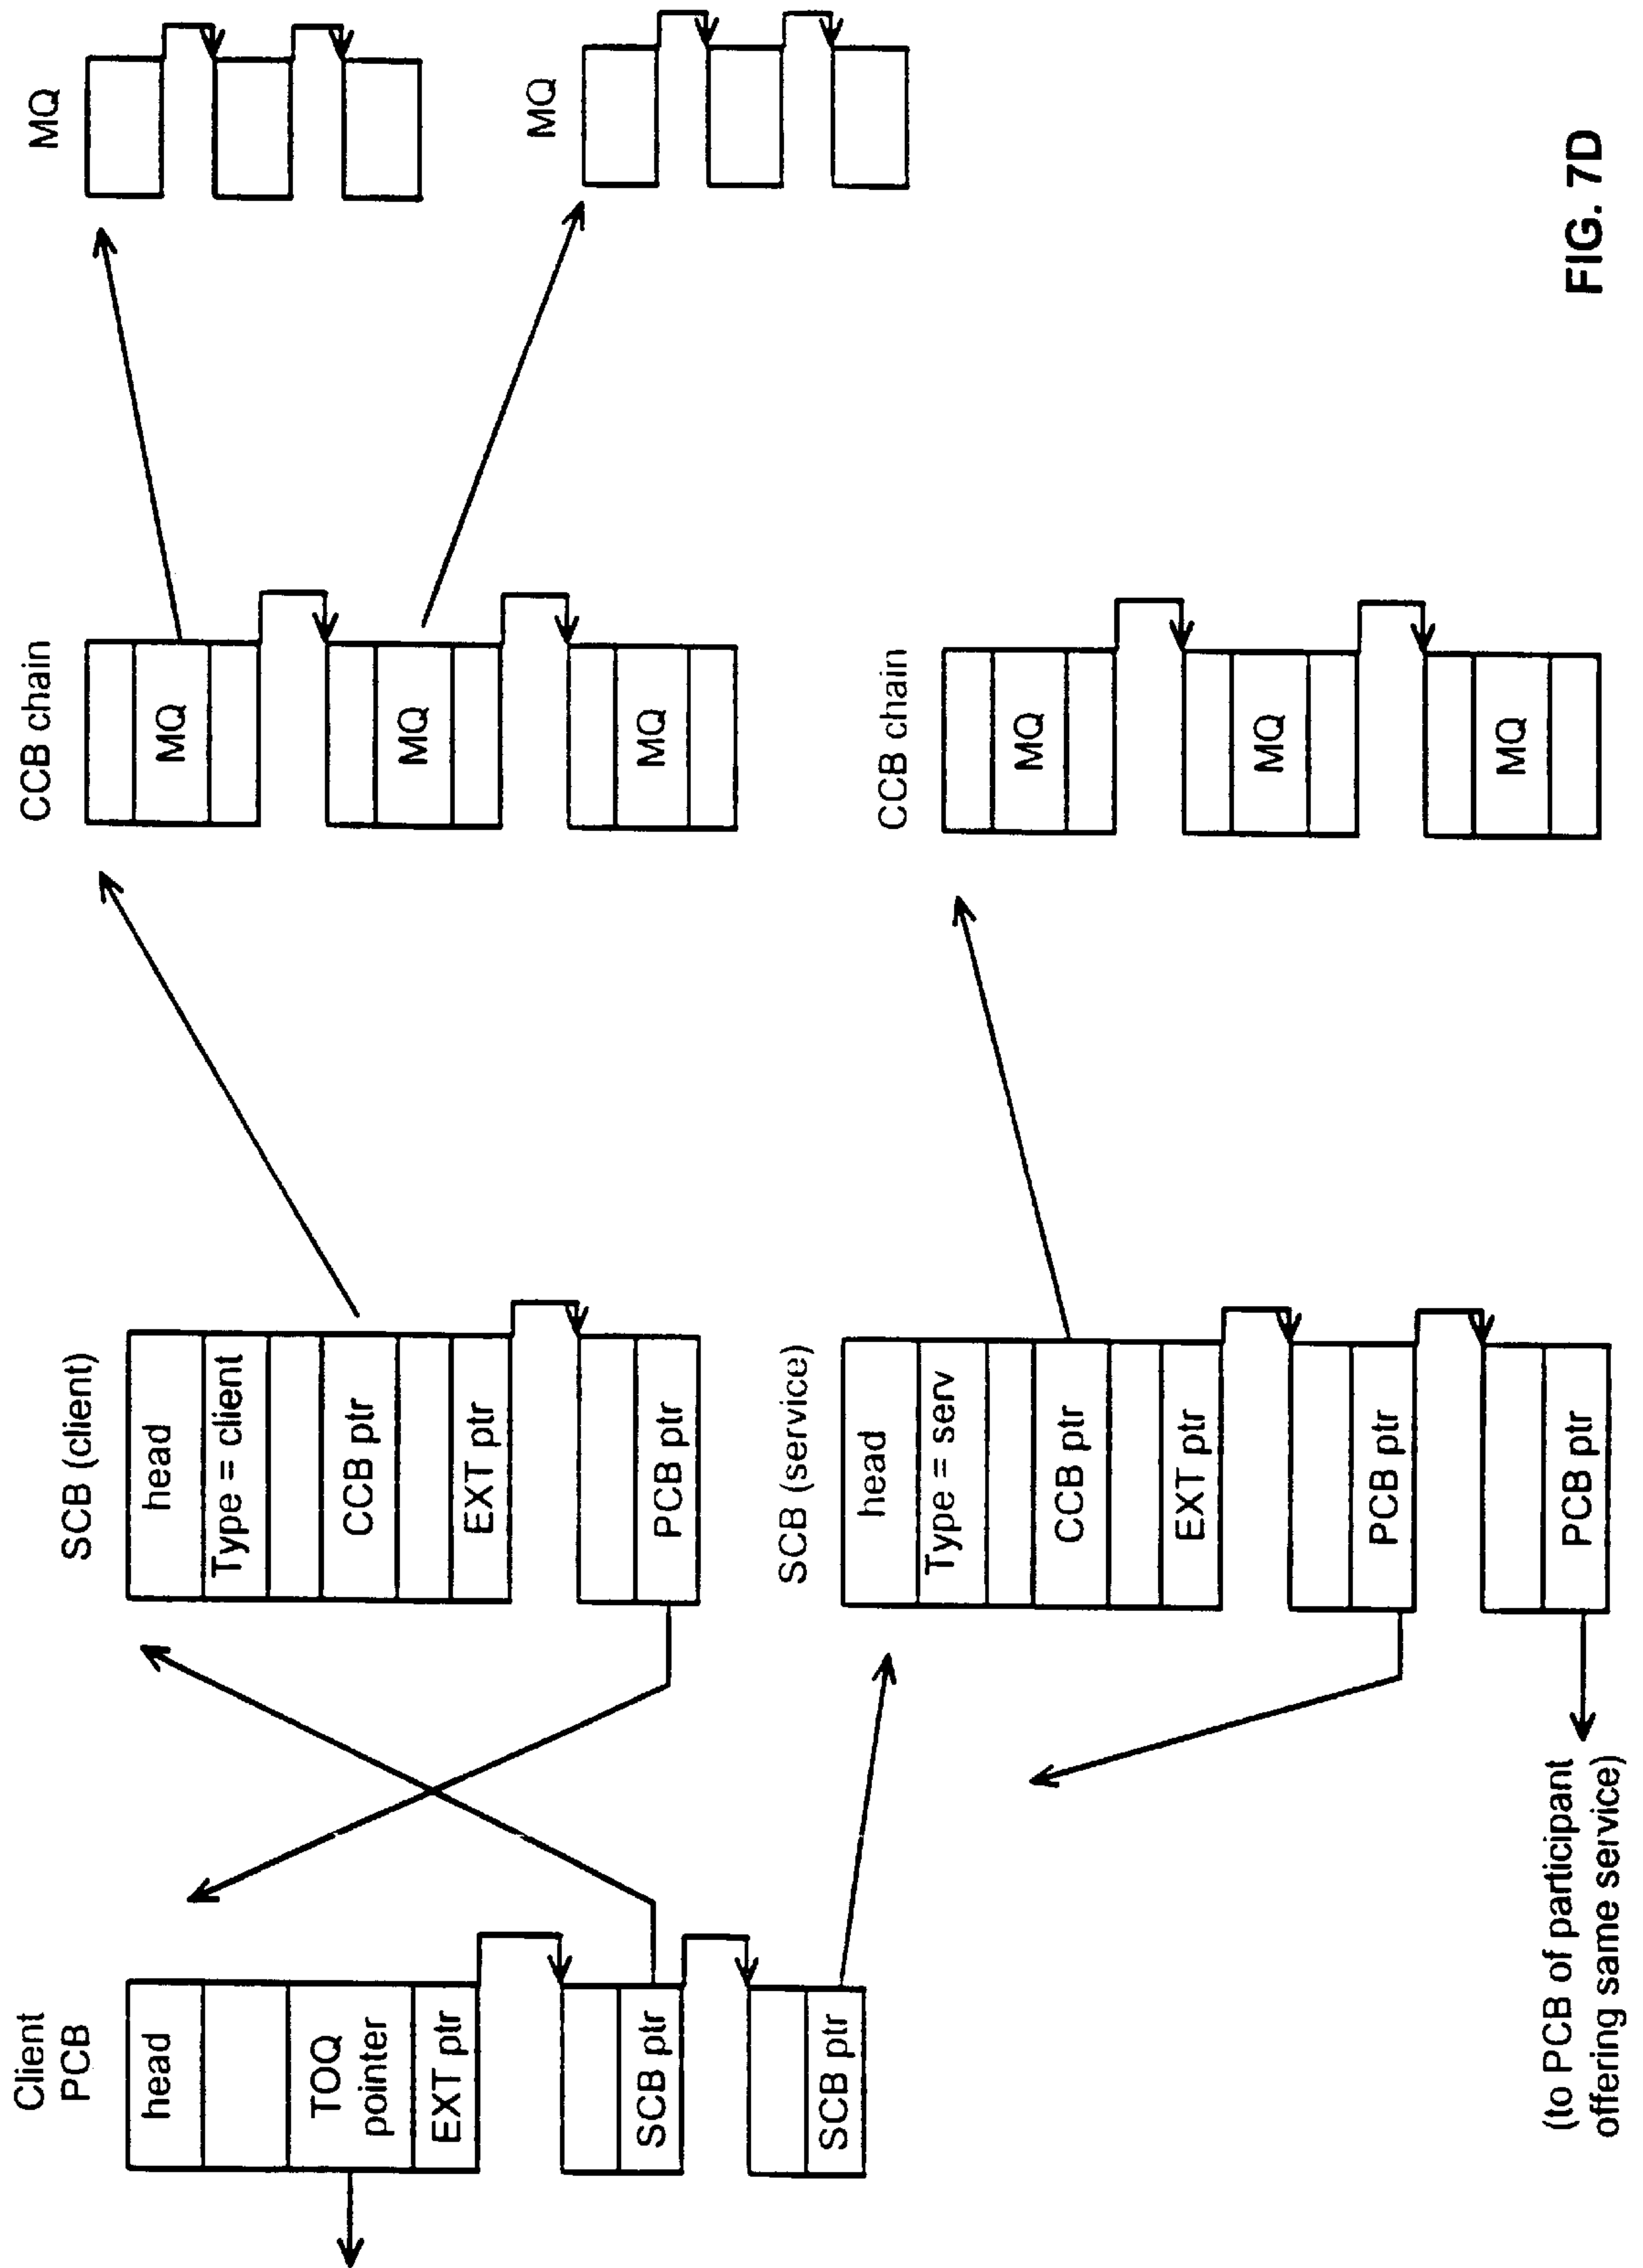 Client
PCB
head
TOQ
pointer
EXT ptr
SCB ptr
SCB ptr
SCB (client)
head
Type = client
CCB ptr
EXT ptr
PCB ptr
SCB (service)
head
Type = serv
CCB ptr
EXT ptr
PCB ptr
PCB ptr
(to PCB of participant
offering same service)
CCB chain
MQ
MQ
MQ
CCB chain
MQ
MQ
MQ
MQ
MQ
FIG. 7D